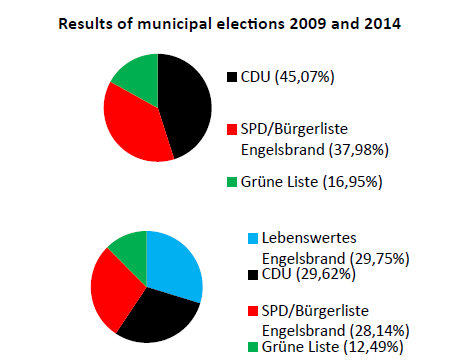 Results of municipal elections 2009 and 2014
CDU (45,07%)
SPD/Bürgerliste
Engelsbrand (37,98%)
Grüne Liste (16,95%)
Lebenswertes
Engelsbrand (29,75%)
CDU (29,62%)
SPD/Bürgerliste
Engelsbrand (28,14%)
Grüne Liste (12,49%)